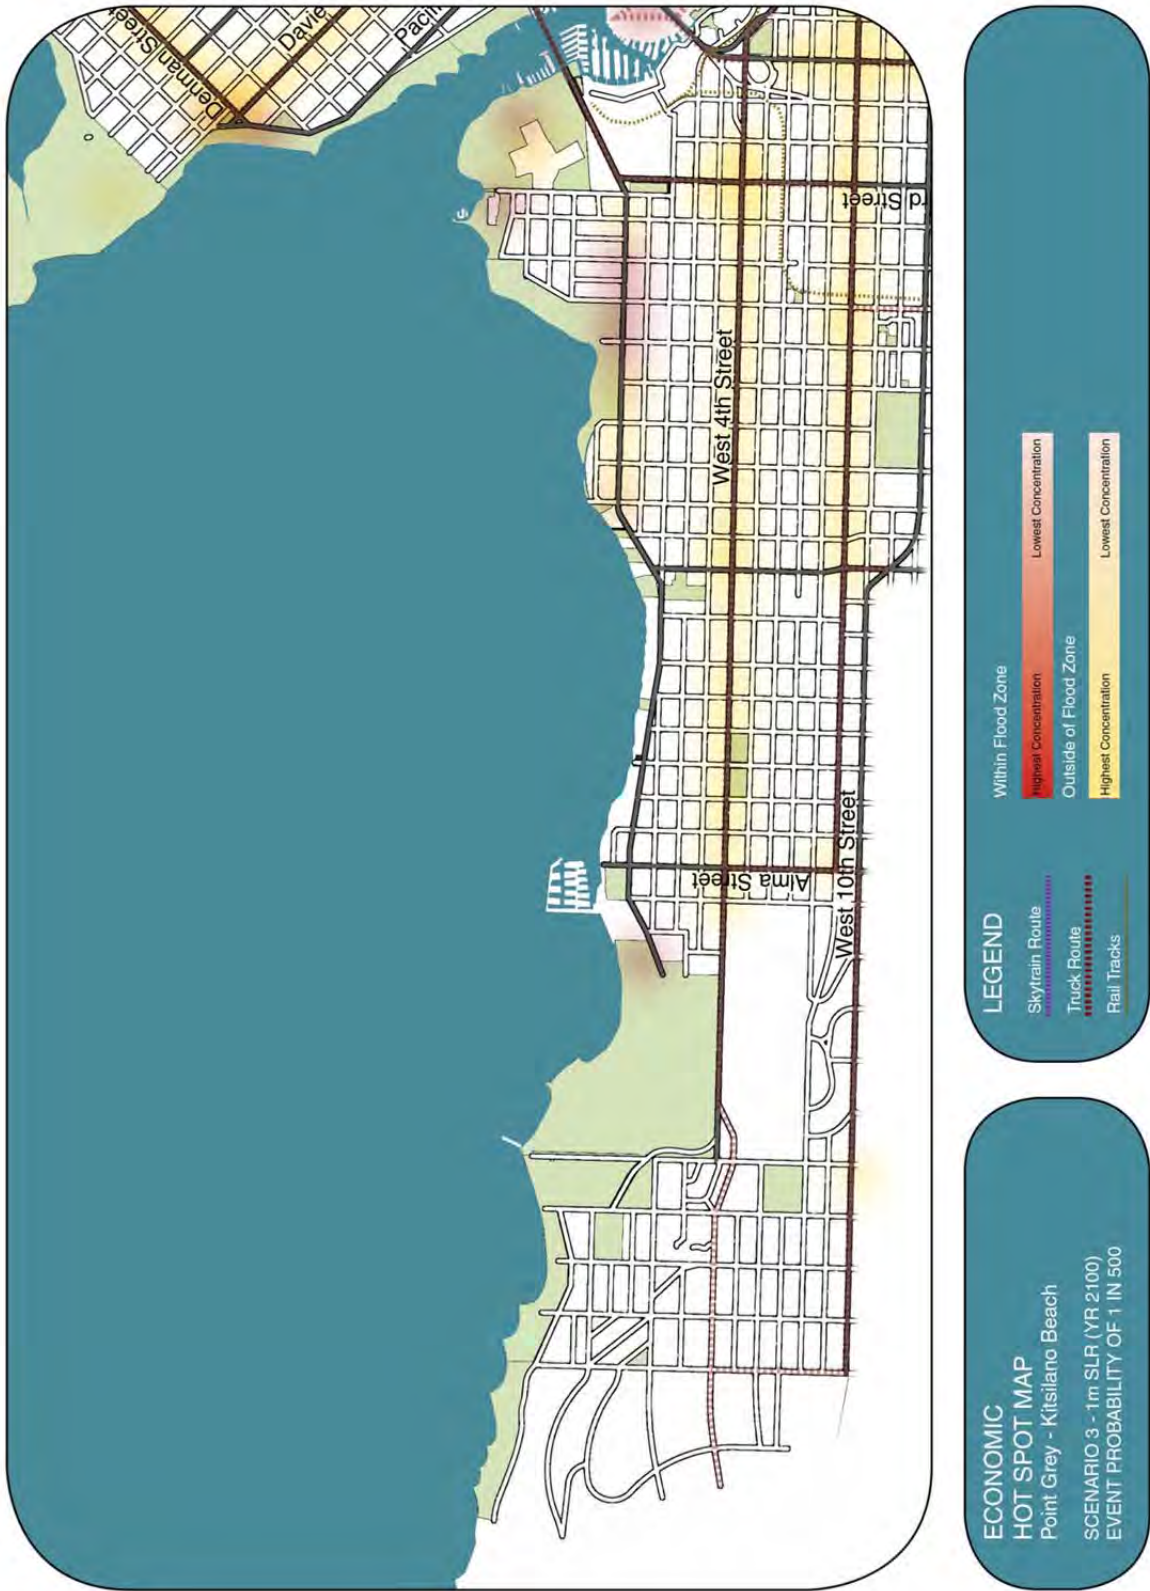 Denman Street
Davie
Pacifi
West 4th Street
rd Street
Alma Street
West 10th Street
ECONOMIC
HOT SPOT MAP
Point Grey - Kitsilano Beach
SCENARIO 3 - 1m SLR (YR 2100)
EVENT PROBABILITY OF 1 IN 500
LEGEND
Skytrain Route
Truck Route
Rail Tracks
Within Flood Zone
Highest Concentration
Lowest Concentration
Outside of Flood Zone
Highest Concentration
Lowest Concentration